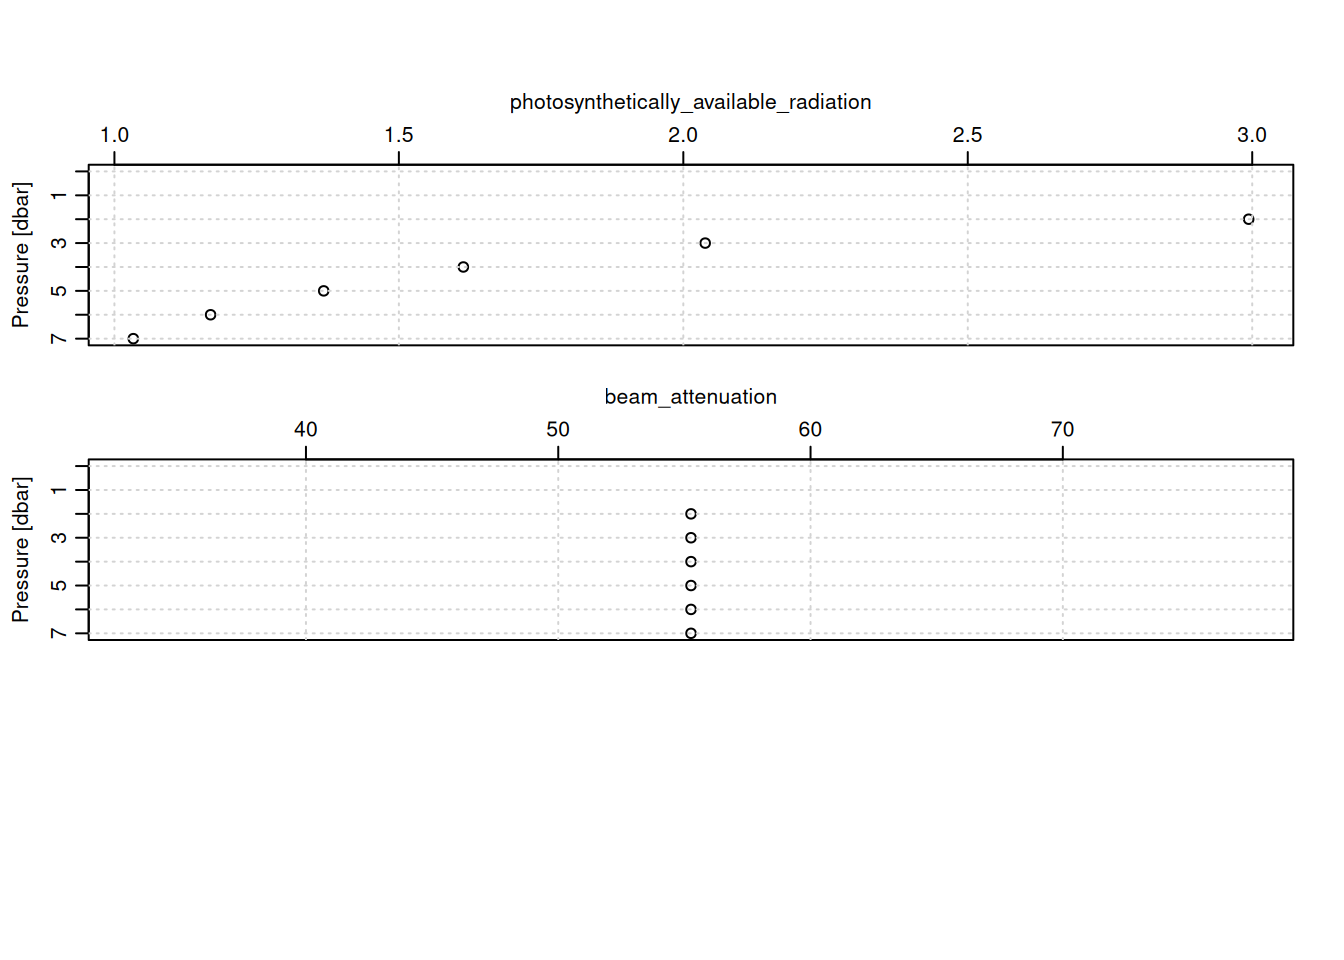 photosynthetically_available_radiation
1.0 1.5 2.0 2.5 3.0
Pressure [dbar]
1
3
5
7
beam_attenuation
40 50 60 70
Pressure [dbar]
1
3
5
7